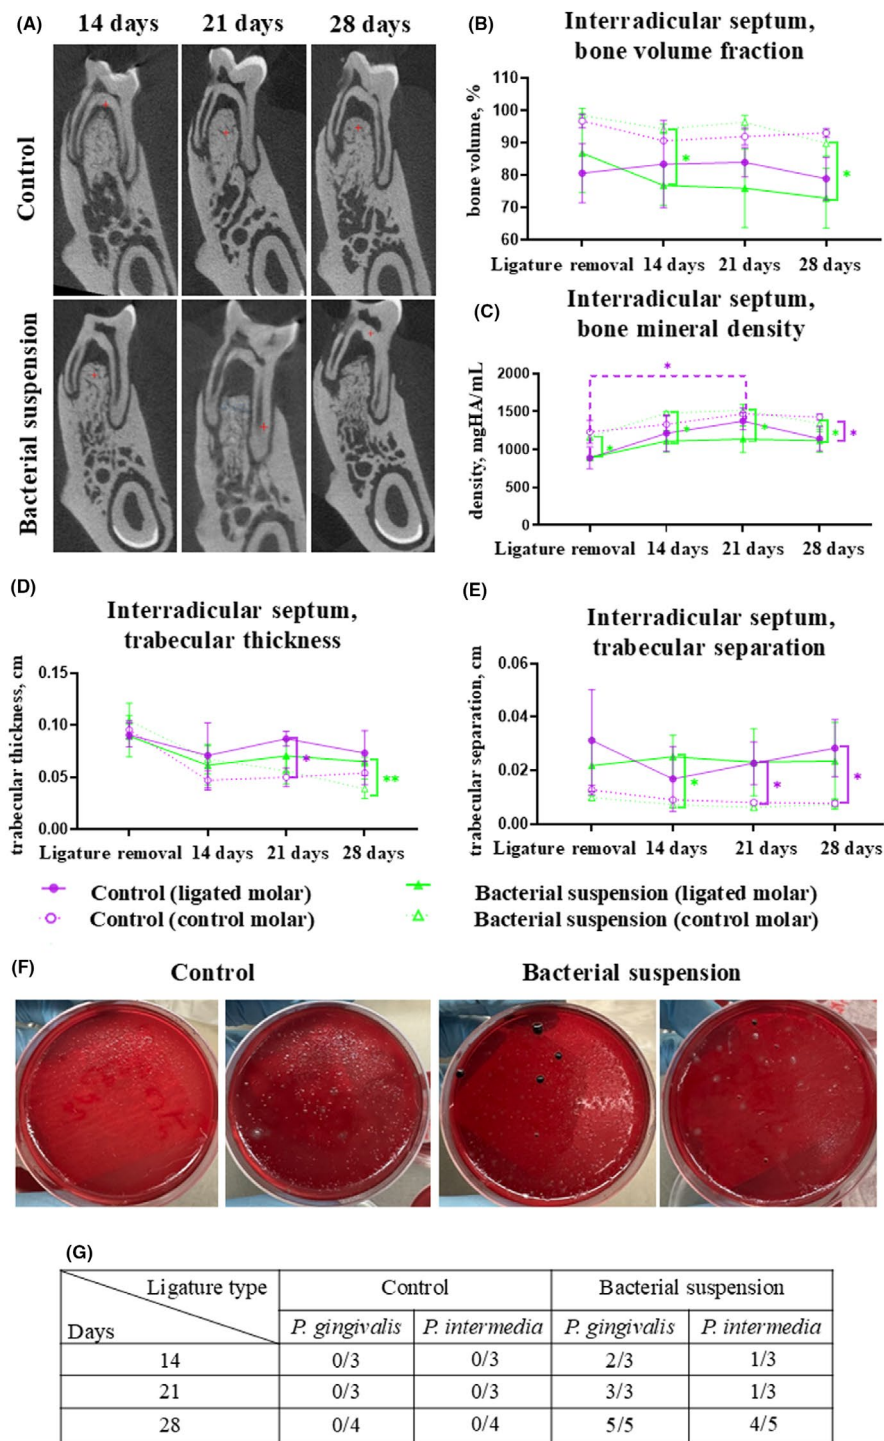 (A)
14 days 21 days 28 days
Control
Bacterial suspension
(B)
Interradicular septum,
bone volume fraction
bone volume, %
110
100
90
80
70
60
*
*
Ligature removal 14 days 21 days 28 days
(C)
Interradicular septum,
bone mineral density
density, mgHA/mL
2000
1500
1000
500
0
*
* * * * *
Ligature removal 14 days 21 days 28 days
(D)
Interradicular septum,
trabecular thickness
trabecular thickness, cm
0.15
0.10
0.05
0.00
*
**
Ligature removal 14 days 21 days 28 days
(E)
Interradicular septum,
trabecular separation
trabecular separation, cm
0.06
0.04
0.02
0.00
* * *
Ligature removal 14 days 21 days 28 days
Control (ligated molar) Bacterial suspension (ligated molar)
Control (control molar) Bacterial suspension (control molar)
(F)
Control Bacterial suspension
(G)
Ligature type Control Bacterial suspension
Days P. gingivalis P. intermedia P. gingivalis P. intermedia
14 0/3 0/3 2/3 1/3
21 0/3 0/3 3/3 1/3
28 0/4 0/4 5/5 4/5